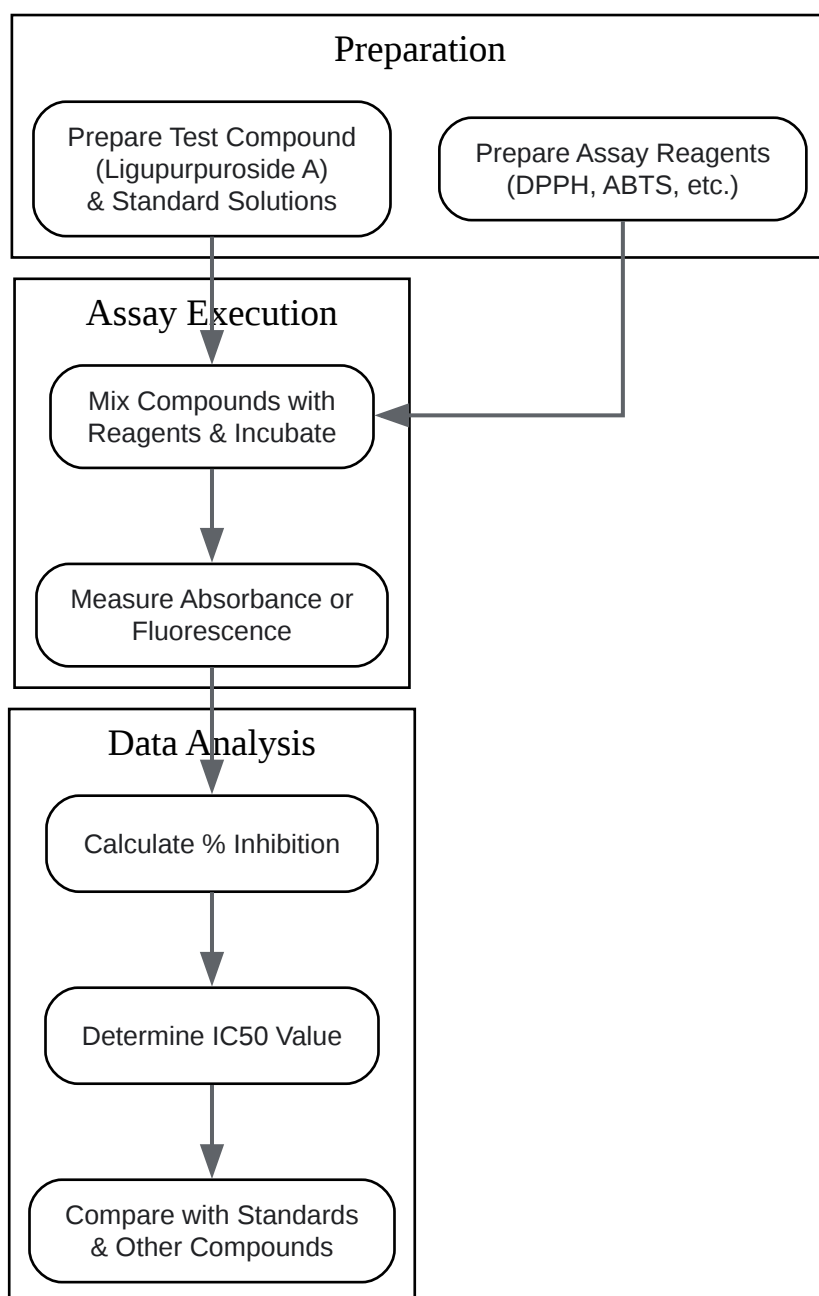 Preparation
Prepare Test Compound
(Ligupurpuroside A)
& Standard Solutions
Prepare Assay Reagents
(DPPH, ABTS, etc.)
Assay Execution
Mix Compounds with
Reagents & Incubate
Measure Absorbance or
Fluorescence
Data Analysis
Calculate % Inhibition
Determine IC50 Value
Compare with Standards
& Other Compounds